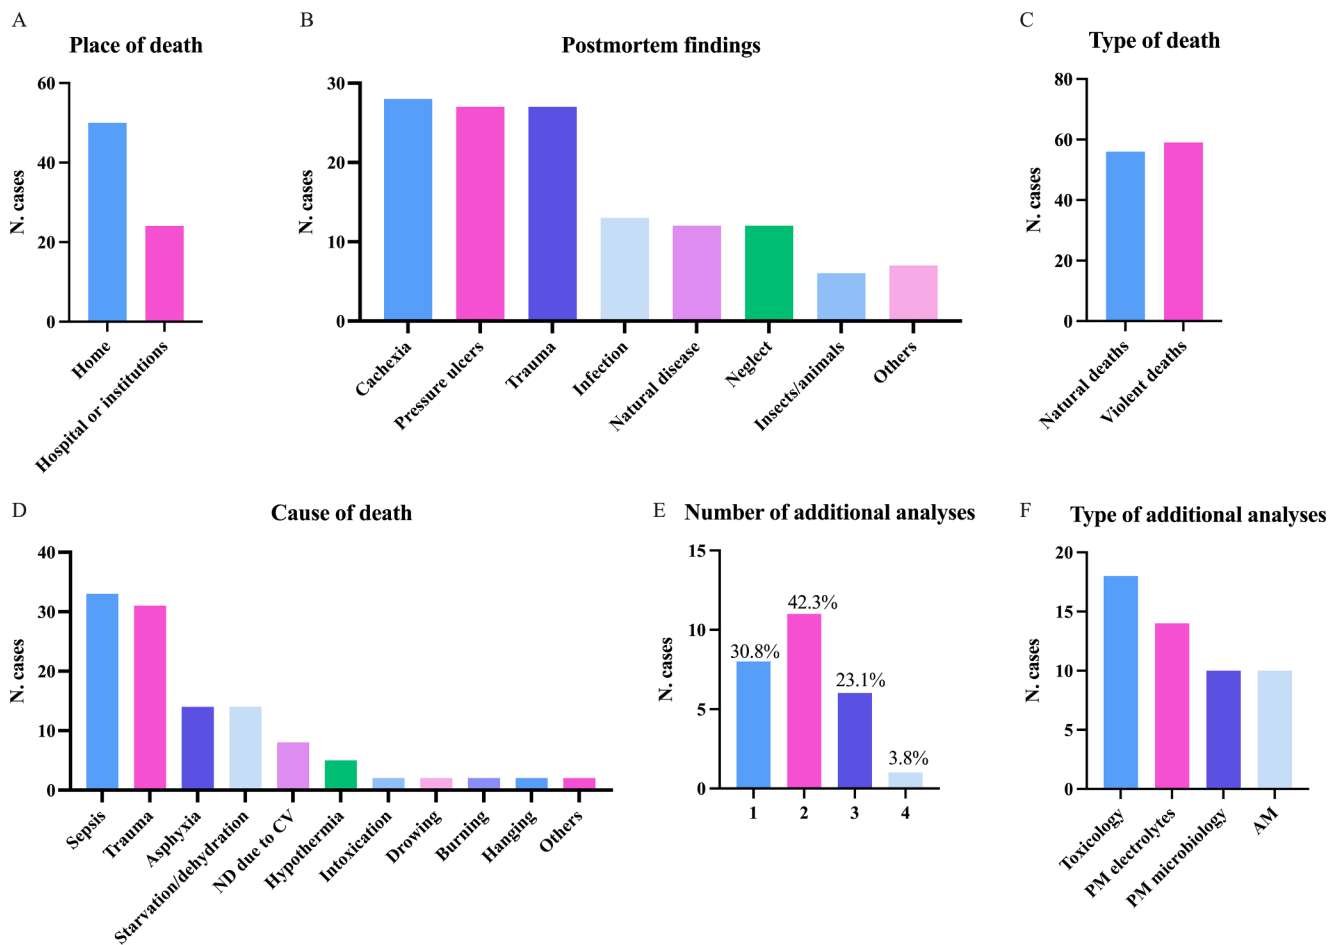 A
Place of death
60
40
20
0
N. cases
Home
Hospital or institutions
B
Postmortem findings
30
20
10
0
N. cases
Cachexia
Pressure ulcers
Trauma
Infection
Natural disease
Neglect
Insects/animals
Others
C
Type of death
80
60
40
20
0
N. cases
Natural deaths
Violent deaths
D
Cause of death
40
30
20
10
0
N. cases
Sepsis
Trauma
Asphyxia
Starvation/dehydration
ND due to CV
Hypothermia
Intoxication
Drowing
Burning
Hanging
Others
E
Number of additional analyses
15
10
5
0
N. cases
30.8%
42.3%
23.1%
3.8%
1
2
3
4
F
Type of additional analyses
20
15
10
5
0
N. cases
Toxicology
PM electrolytes
PM microbiology
AM